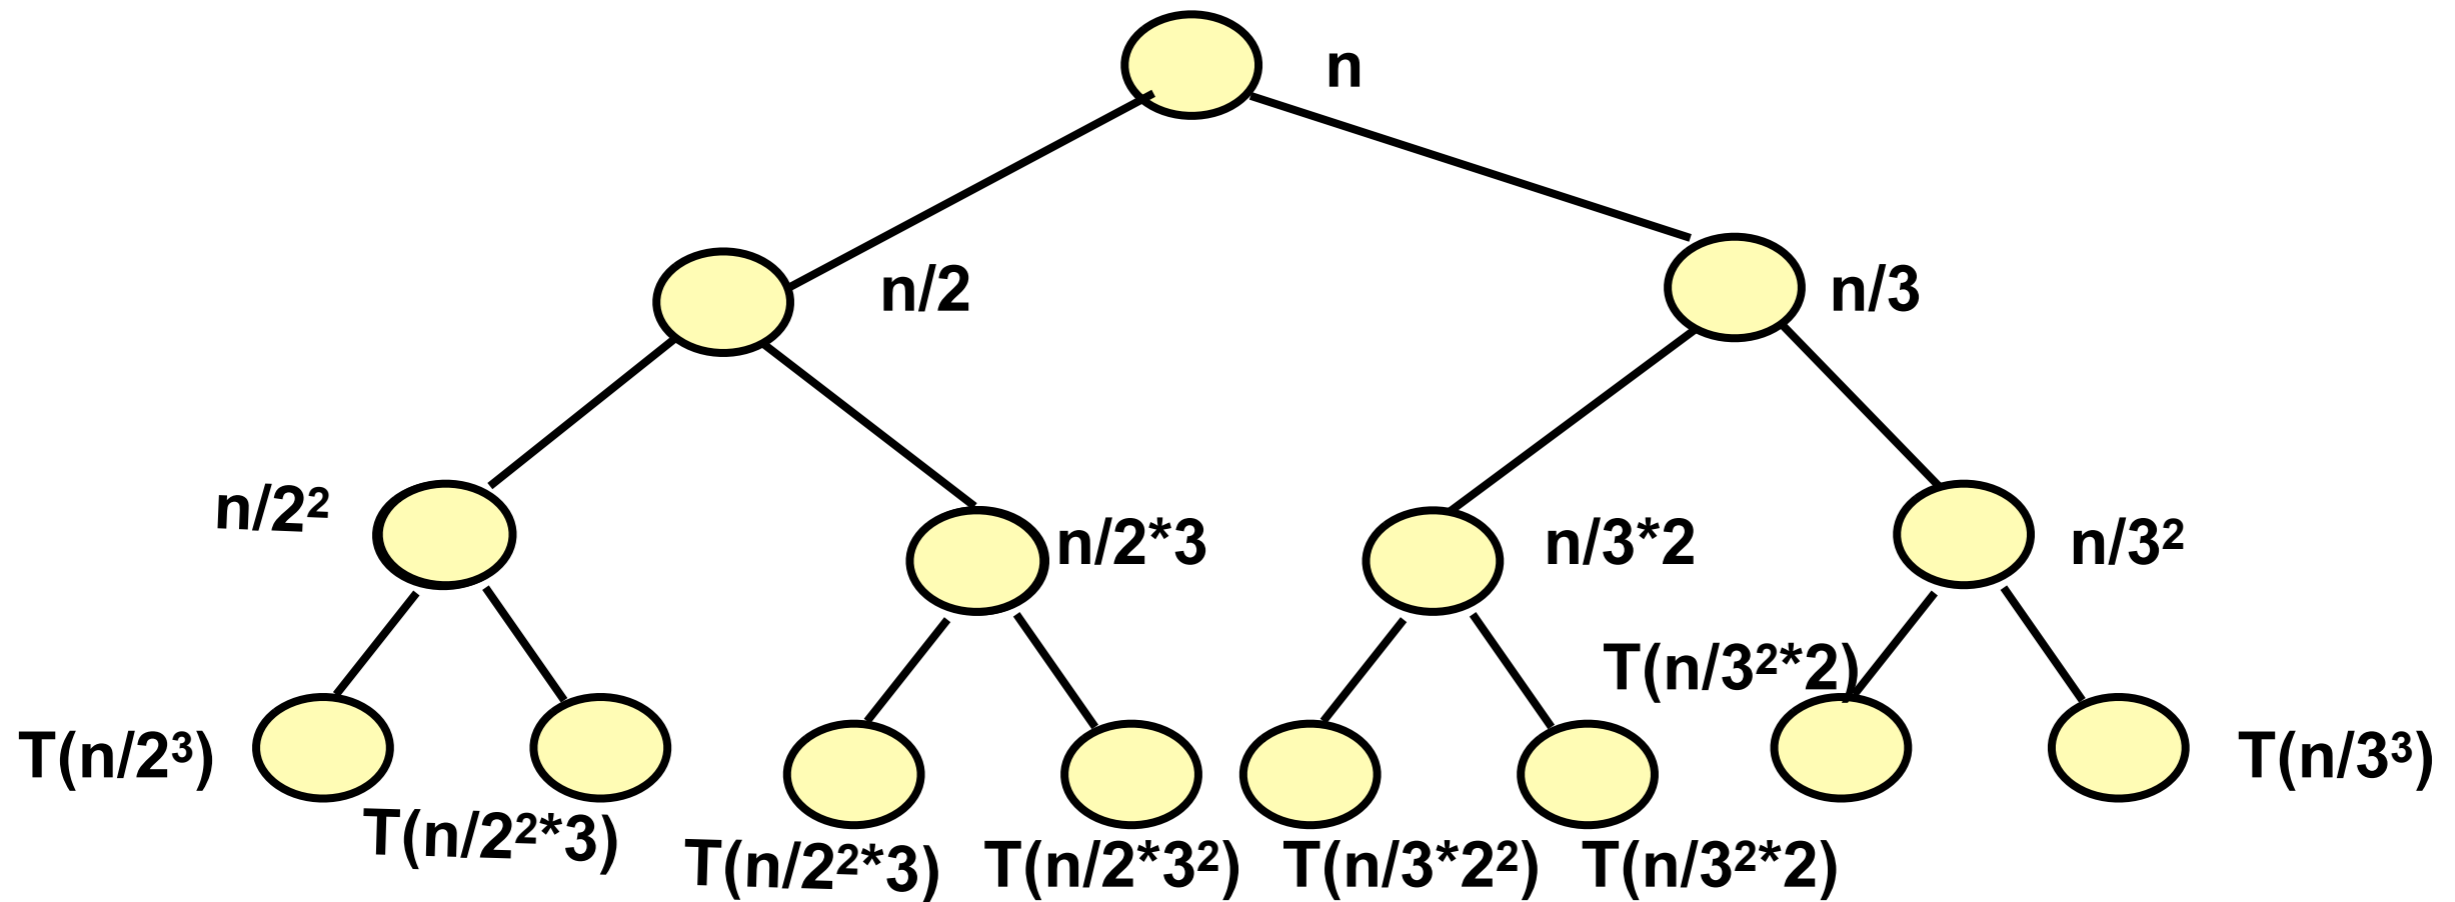 n
n/2
n/3
n/2²
n/2*3
n/3*2
n/3²
T(n/3²*2)
T(n/2³)
T(n/3³)
T(n/2²*3)
T(n/2²*3)
T(n/2*3²)
T(n/3*2²)
T(n/3²*2)